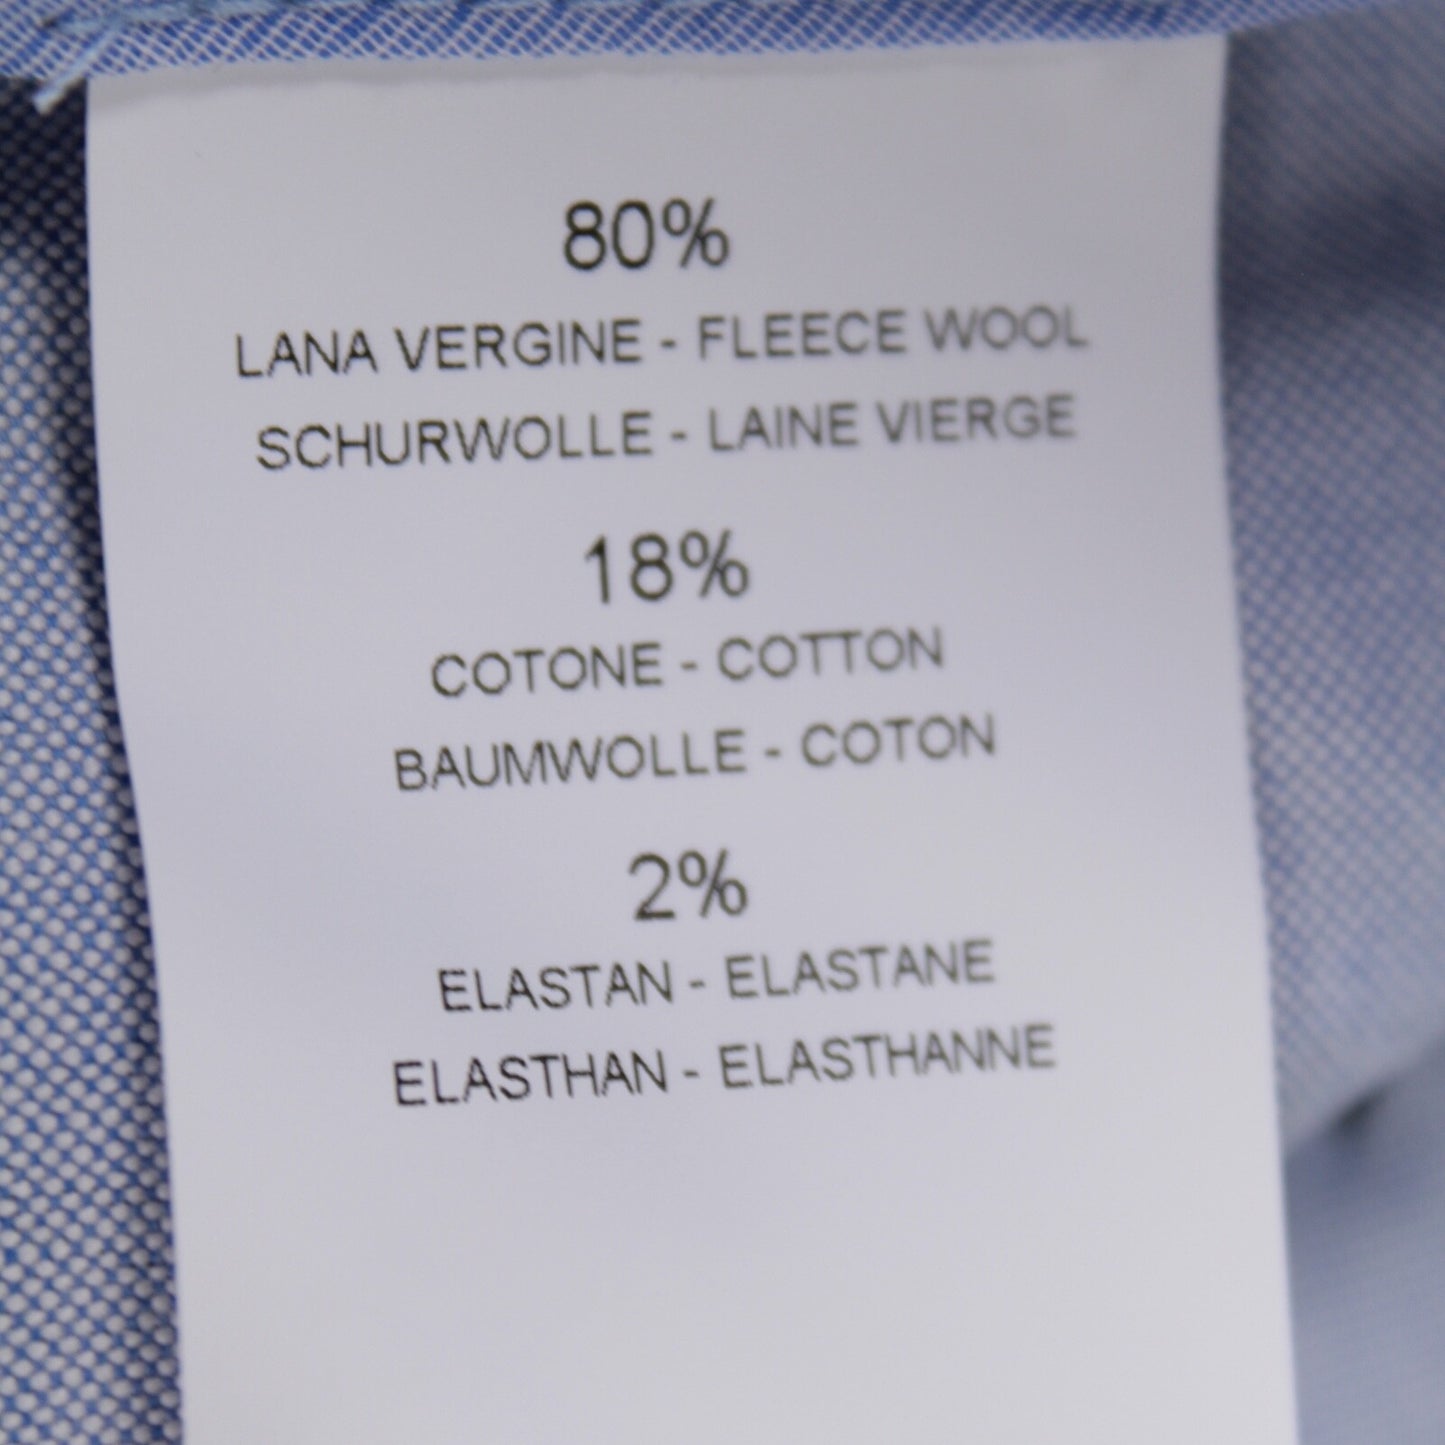 80%
LANA VERGINE - FLEECE WOOL
SCHURWOLLE - LAINE VIERGE
18%
COTONE - COTTON
BAUMWOLLE - COTON
2%
ELASTAN - ELASTANE
ELASTHAN - ELASTHANNE